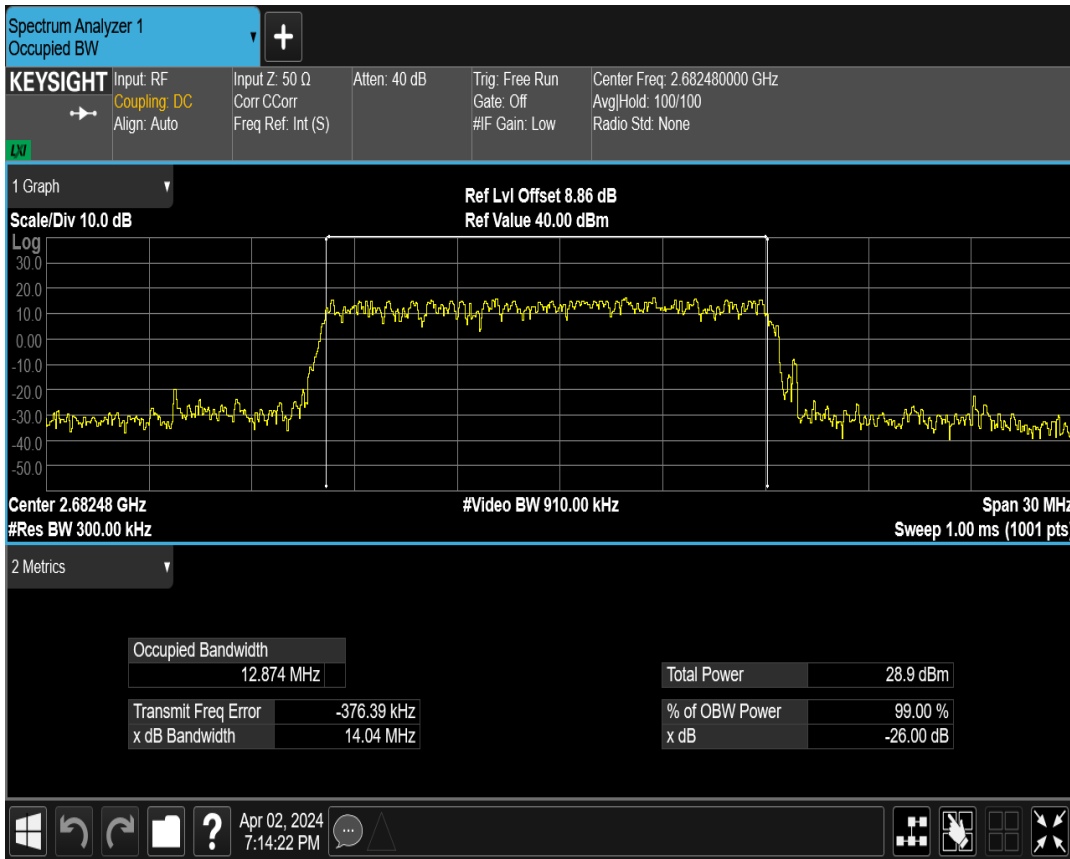 Spectrum Analyzer 1
Occupied BW
KEYSIGHT
LXI
Input: RF
Coupling: DC
Align: Auto
Input Z: 50 Ω
Corr CCorr
Freq Ref: Int (S)
Atten: 40 dB
Trig: Free Run
Gate: Off
#IF Gain: Low
Center Freq: 2.682480000 GHz
Avg|Hold: 100/100
Radio Std: None
1 Graph
Scale/Div 10.0 dB
Ref Lvl Offset 8.86 dB
Ref Value 40.00 dBm
Log
30.0
20.0
10.0
0.00
-10.0
-20.0
-30.0
-40.0
-50.0
Center 2.68248 GHz
#Res BW 300.00 kHz
#Video BW 910.00 kHz
Span 30 MHz
Sweep 1.00 ms (1001 pts)
2 Metrics
Occupied Bandwidth
12.874 MHz
Transmit Freq Error -376.39 kHz
x dB Bandwidth 14.04 MHz
Total Power 28.9 dBm
% of OBW Power 99.00 %
x dB -26.00 dB
?
Apr 02, 2024
7:14:22 PM